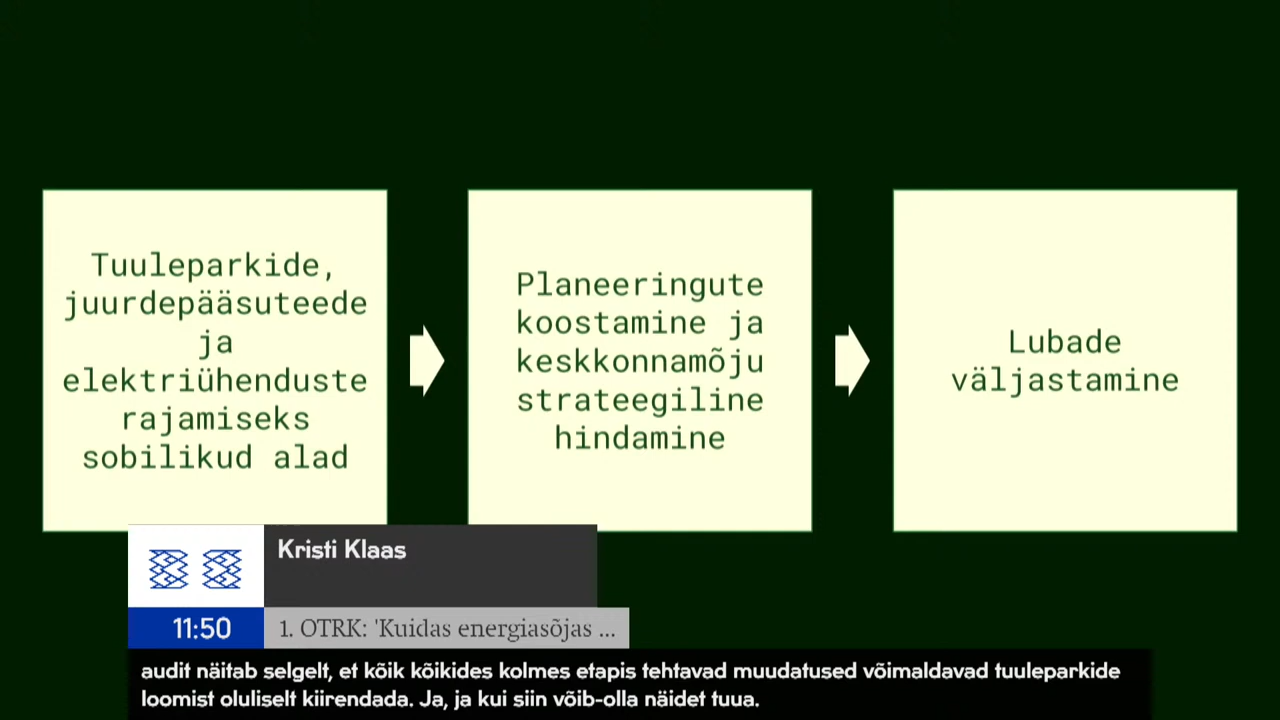 Tuuleparkide,
juurdepääsuteede
ja
elektriühenduste
rajamiseks
sobilikud alad
Planeeringute
koostamine ja
keskkonnamõju
strateegiline
hindamine
Lubade
väljastamine
Kristi Klaas
11:50
1. OTRK: 'Kuidas energiasõjas ...
audit näitab selgelt, et kõik kõikides kolmes etapis tehtavad muudatused võimaldavad tuuleparkide
loomist oluliselt kiirendada. Ja, ja kui siin võib-olla näidet tuua.